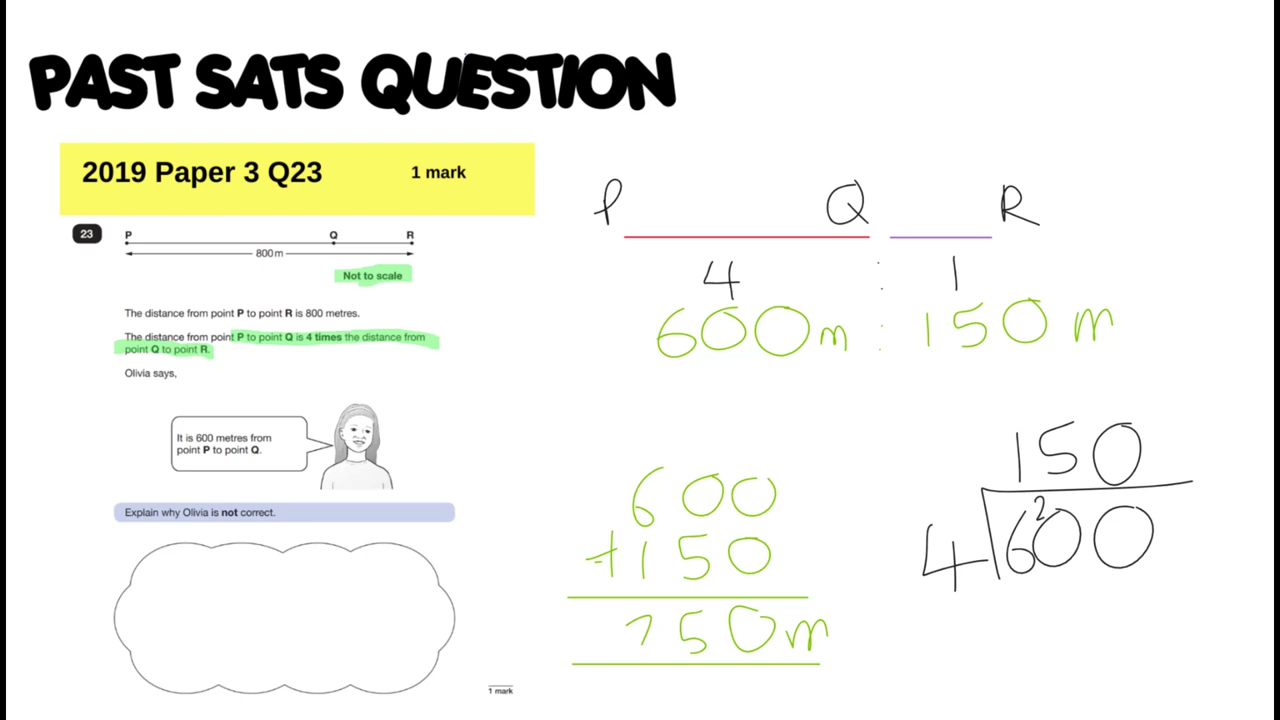 PAST SATS QUESTION
2019 Paper 3 Q23 1 mark
23
P Q R
800 m
Not to scale
The distance from point P to point R is 800 metres.
The distance from point P to point Q is 4 times the distance from
point Q to point R.
Olivia says,
It is 600 metres from
point P to point Q.
Explain why Olivia is not correct.
1 mark
P Q R
4 : 1
600m : 150 m
600
+150
750m
150
4 6²00